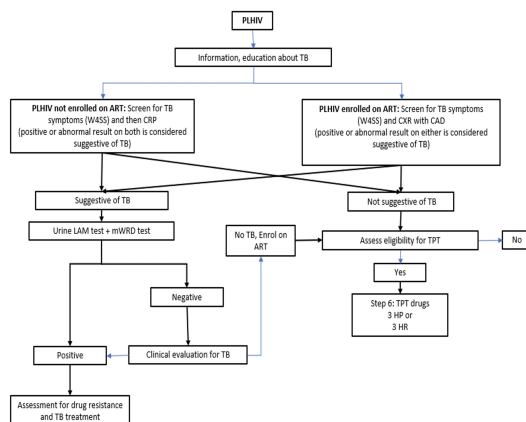 PLHIV
Information, education about TB
PLHIV not enrolled on ART: Screen for TB
symptoms (W4SS) and then CRP
(positive or abnormal result on both is considered
suggestive of TB)
PLHIV enrolled on ART: Screen for TB symptoms
(W4SS) and CXR with CAD
(positive or abnormal result on either is considered
suggestive of TB)
Suggestive of TB
Not suggestive of TB
Urine LAM test + mWRD test
No TB, Enrol on
ART
Assess eligibility for TPT
No
Yes
Negative
Step 6: TPT drugs
3 HP or
3 HR
Positive
Clinical evaluation for TB
Assessment for drug resistance
and TB treatment